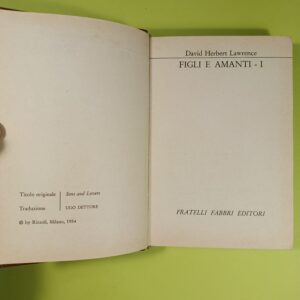 Titolo originale Sons and Lovers
Traduzione UGO DETTORE
© by Rizzoli, Milano, 1954
David Herbert Lawrence
FIGLI E AMANTI - I
FRATELLI FABBRI EDITORI